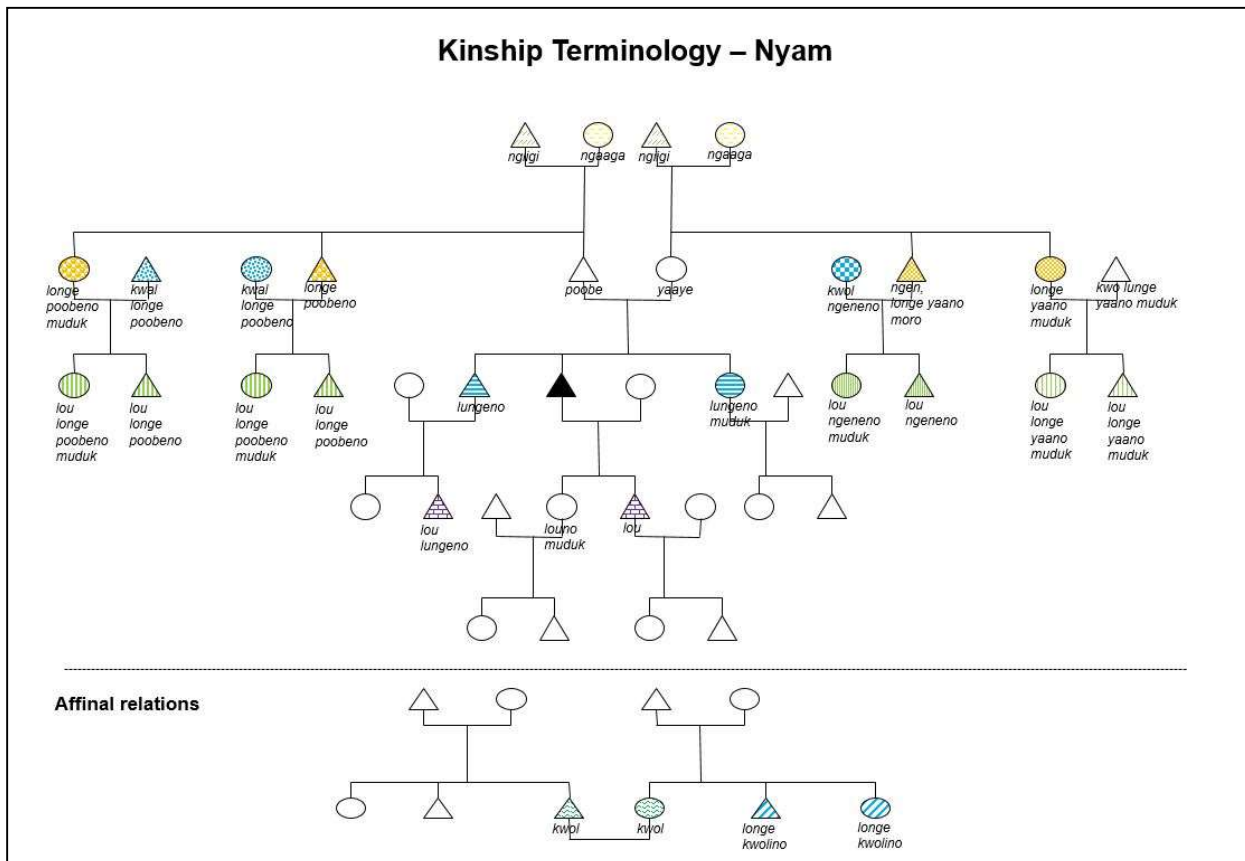 Kinship Terminology – Nyam
ngiigi
ngaaga
ngiigi
ngaaga
longe
poobeno
muduk
kwal
longe
poobeno
kwal
longe
poobeno
longe
poobeno
poobe
yaaye
kwol
ngeneno
ngen,
longe yaano
moro
longe
yaano
muduk
kwo lunge
yaano muduk
lou
longe
poobeno
muduk
lou
longe
poobeno
lou
longe
poobeno
muduk
lou
longe
poobeno
lungeno
lungeno
muduk
lou
ngeneno
muduk
lou
ngeneno
lou
longe
yaano
muduk
lou
longe
yaano
muduk
lou
lungeno
louno
muduk
lou
Affinal relations
kwol
kwol
longe
kwolino
longe
kwolino